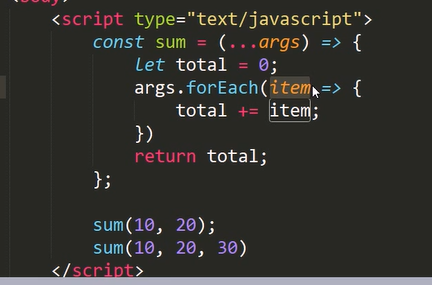 <body>
<script type="text/javascript">
const sum = (...args) => {
let total = 0;
args.forEach(item => {
total += item;
})
return total;
};
sum(10, 20);
sum(10, 20, 30)
</script>